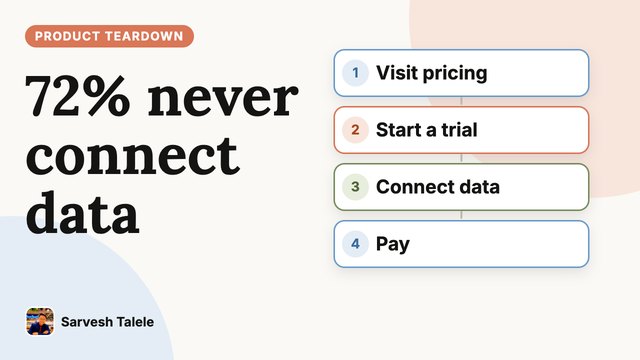 PRODUCT TEARDOWN
72% never
connect
data
1 Visit pricing
2 Start a trial
3 Connect data
4 Pay
Sarvesh Talele